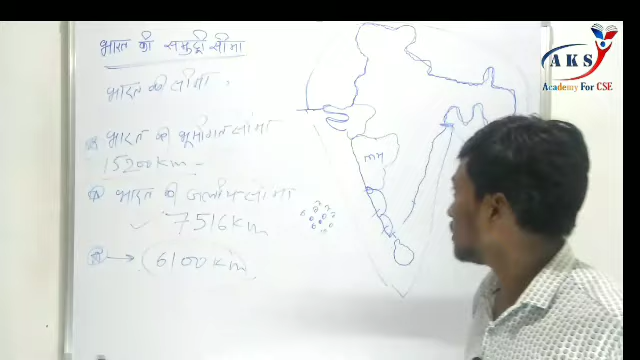 भारत की समुद्री सीमा
भारत की सीमा
भारत की भूमीगत सीमा
15200 km
भारत की जलीय सीमा
7516 km
6100 km
AKS
Academy For CSE